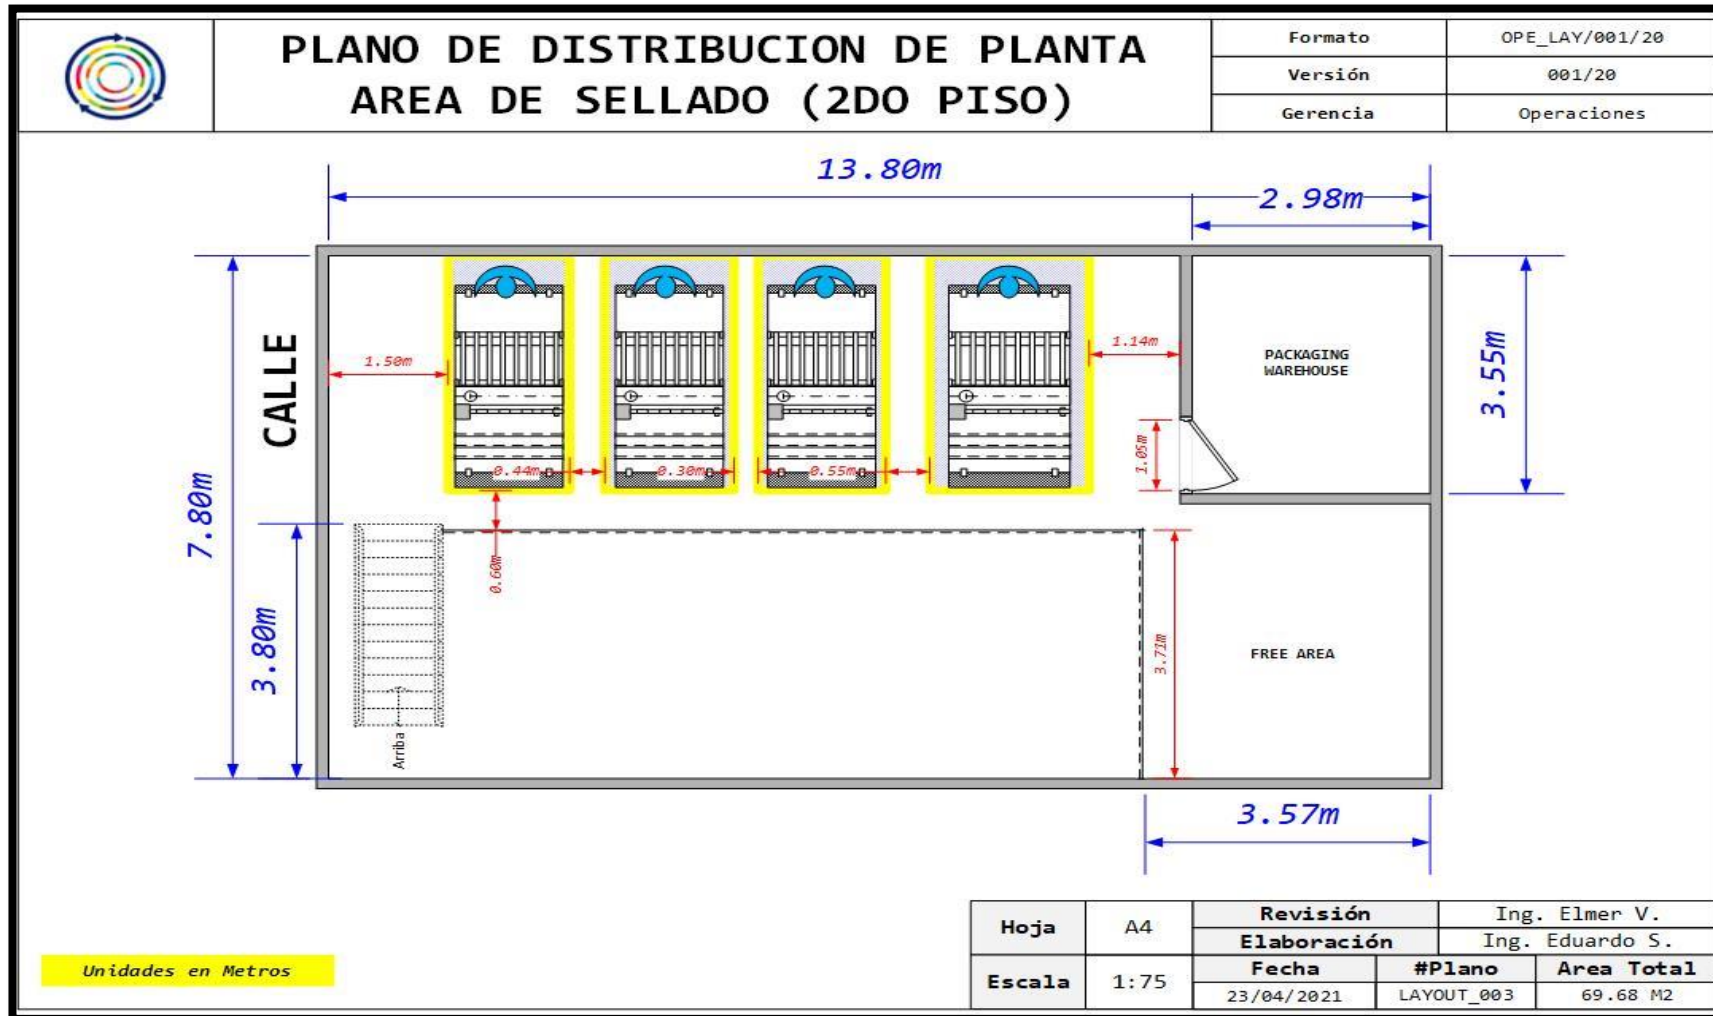 PLANO DE DISTRIBUCION DE PLANTA
AREA DE SELLADO (2DO PISO)
Formato OPE_LAY/001/20
Versión 001/20
Gerencia Operaciones
13.80m
2.98m
CALLE
7.80m
3.80m
1.50m
1.14m
PACKAGING
WAREHOUSE
3.55m
1.05m
0.44m
0.30m
0.55m
0.60m
3.71m
FREE AREA
Arriba
3.57m
Unidades en Metros
Hoja A4
Revisión Ing. Elmer V.
Elaboración Ing. Eduardo S.
Escala 1:75
Fecha #Plano Area Total
23/04/2021 LAYOUT_003 69.68 M2